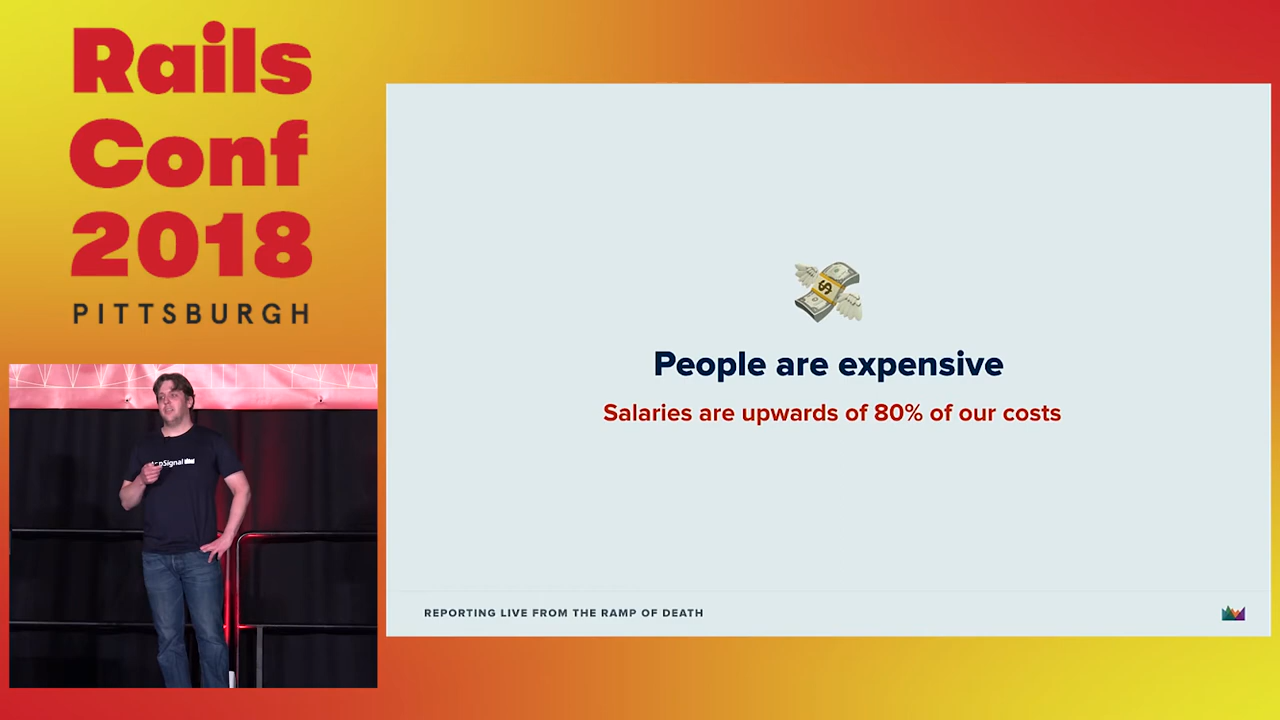 Rails
Conf
2018
PITTSBURGH
People are expensive
Salaries are upwards of 80% of our costs
REPORTING LIVE FROM THE RAMP OF DEATH